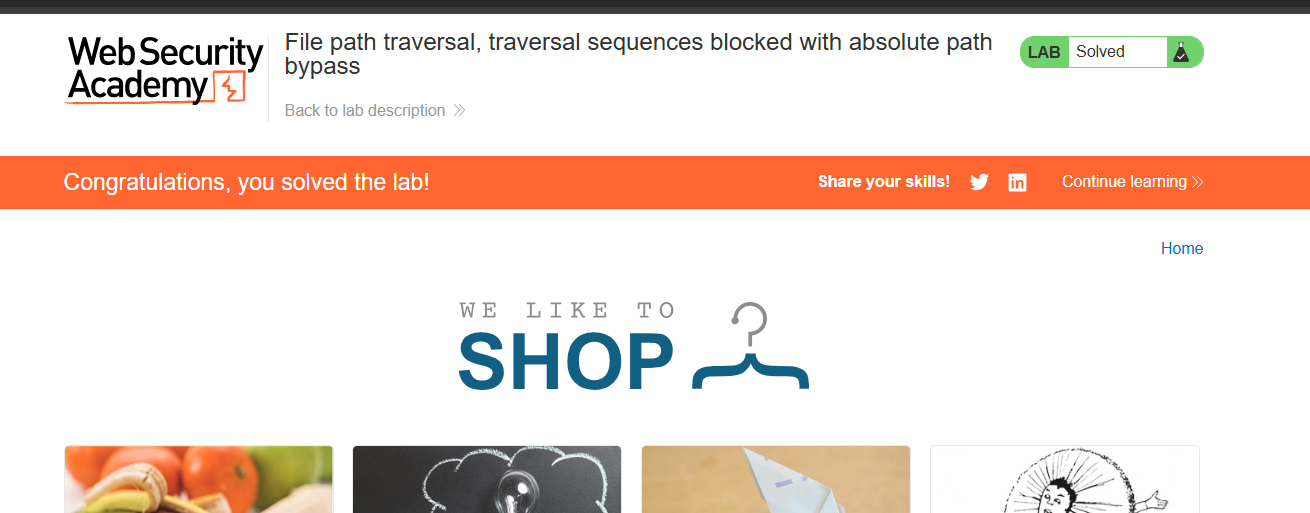 Web Security
Academy
File path traversal, traversal sequences blocked with absolute path
bypass
LAB Solved
Back to lab description
Congratulations, you solved the lab!
Share your skills!
Continue learning
Home
WE LIKE TO
SHOP